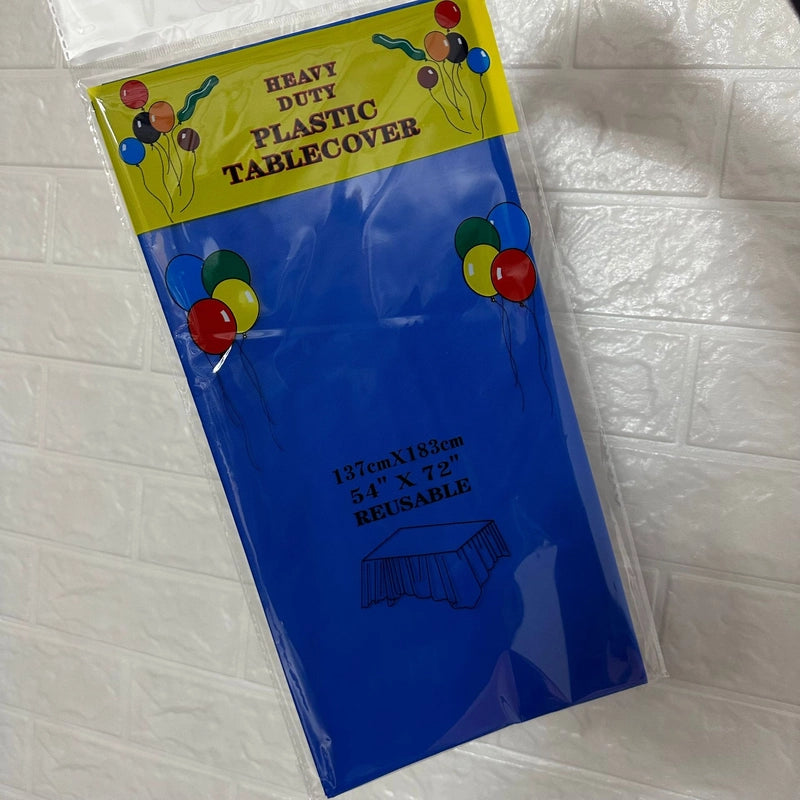 HEAVY
DUTY
PLASTIC
TABLECOVER
137cmX183cm
54" X 72"
REUSABLE